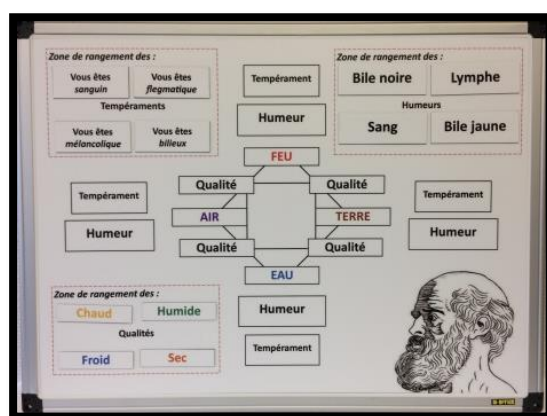 Zone de rangement des :
Vous êtes
sanguin
Vous êtes
flegmatique
Tempéraments
Vous êtes
mélancolique
Vous êtes
bilieux
Tempérament
Humeur
Zone de rangement des :
Bile noire
Lymphe
Humeurs
Sang
Bile jaune
FEU
Qualité
Qualité
Tempérament
Humeur
AIR
TERRE
Tempérament
Humeur
Qualité
Qualité
EAU
Humeur
Tempérament
Zone de rangement des :
Chaud
Humide
Qualités
Froid
Sec